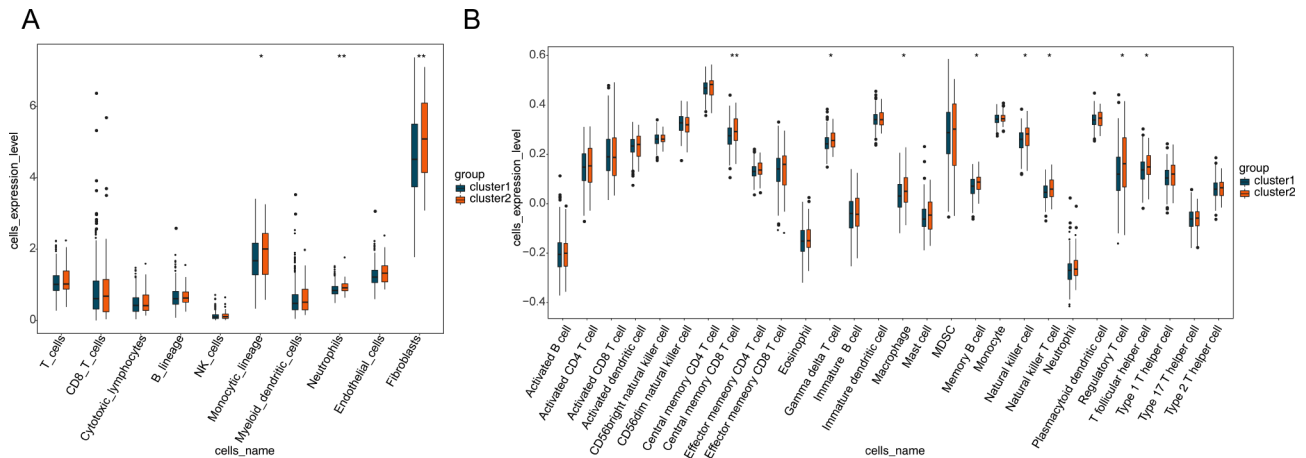 A
B
cells_expression_level
6
4
2
0
*
**
**
group
cluster1
cluster2
T_cells
CD8_T_cells
Cytotoxic_lymphocytes
B_lineage
NK_cells
Monocytic_lineage
Myeloid_dendritic_cells
Neutrophils
Endothelial_cells
Fibroblasts
cells_name
cells_expression_level
0.6
0.4
0.2
0.0
−0.2
−0.4
**
*
*
*
*
*
*
*
group
cluster1
cluster2
Activated B cell
Activated CD4 T cell
Activated CD8 T cell
Activated dendritic cell
CD56bright natural killer cell
CD56dim natural killer cell
Central memory CD4 T cell
Central memory CD8 T cell
Effector memeory CD4 T cell
Effector memeory CD8 T cell
Eosinophil
Gamma delta T cell
Immature  B cell
Immature dendritic cell
Macrophage
Mast cell
MDSC
Memory B cell
Monocyte
Natural killer cell
Natural killer T cell
Neutrophil
Plasmacytoid dendritic cell
Regulatory T cell
T follicular helper cell
Type 1 T helper cell
Type 17 T helper cell
Type 2 T helper cell
cells_name